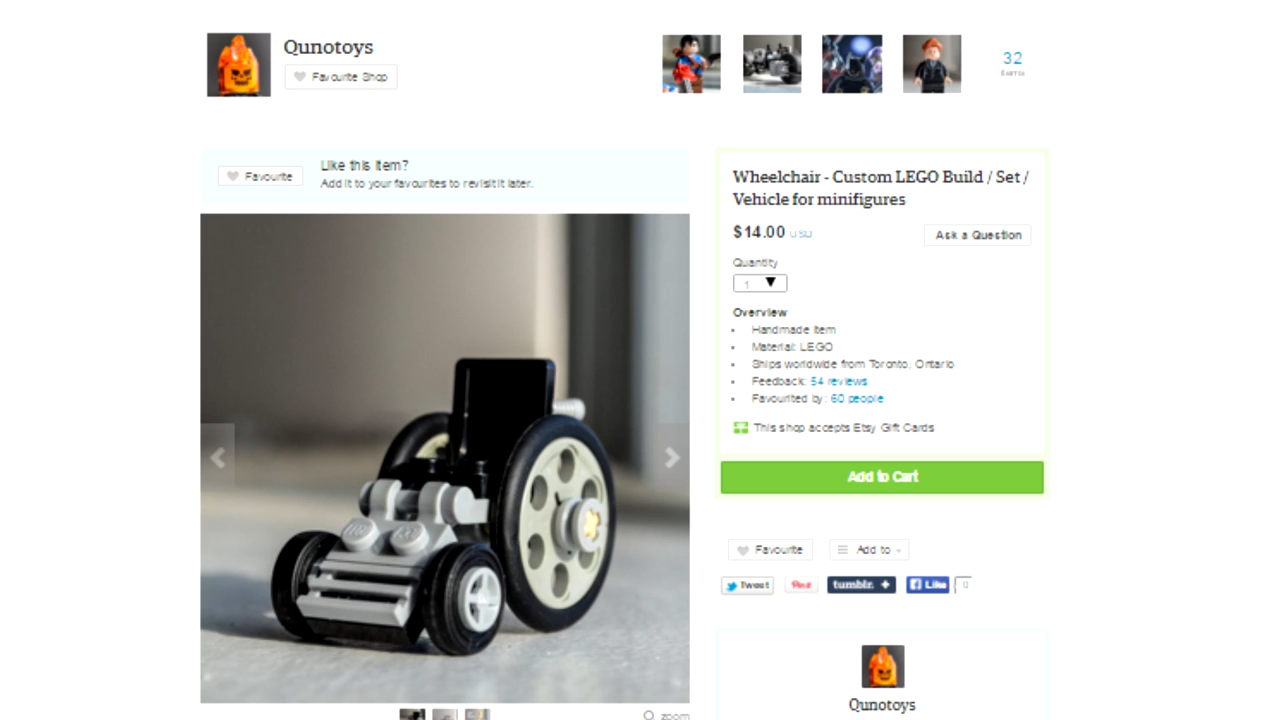 Qunotoys
Favourite Shop
32
Items
Favourite
Like this item?
Add it to your favourites to revisit it later.
Wheelchair - Custom LEGO Build / Set /
Vehicle for minifigures
$14.00 USD
Ask a Question
Quantity
1
Overview
Handmade item
Material: LEGO
Ships worldwide from Toronto, Ontario
Feedback: 54 reviews
Favourited by: 60 people
This shop accepts Etsy Gift Cards
Add to Cart
Favourite
Add to
Tweet
Pin it
tumblr. +
Like
0
Qunotoys
zoom